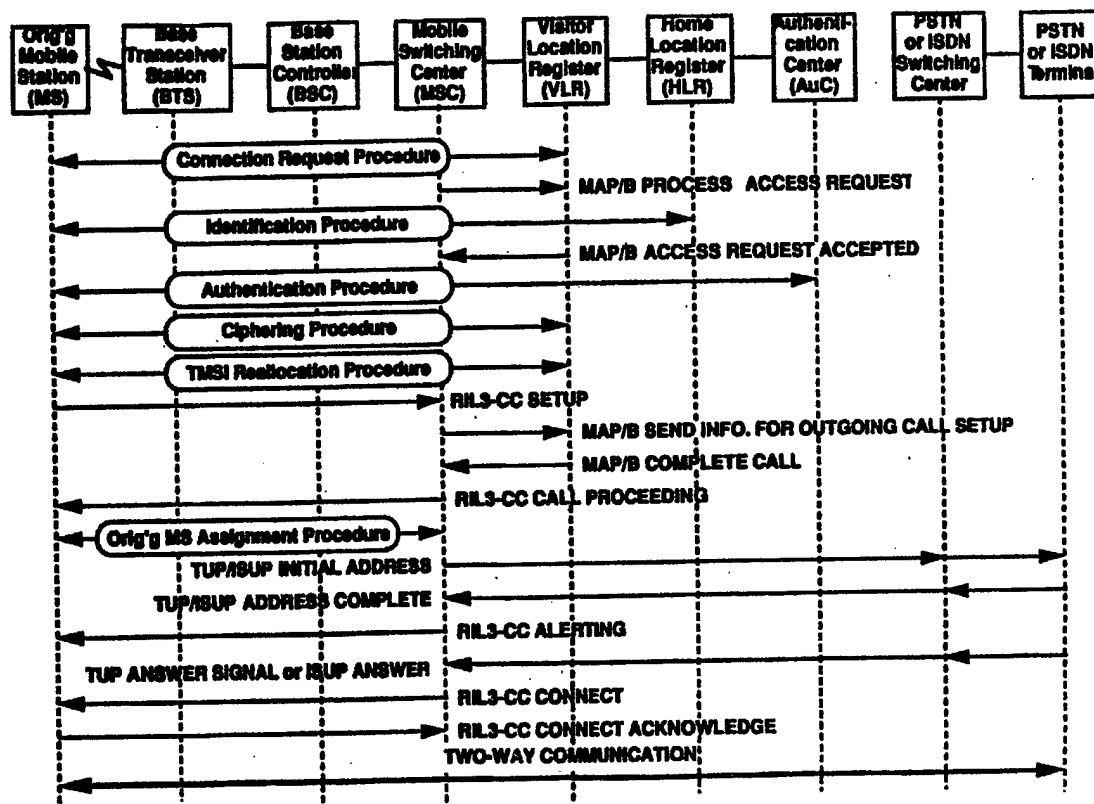 Orig'g
Mobile
Station
(MS)
Base
Transceiver
Station
(BTS)
Base
Station
Controller
(BSC)
Mobile
Switching
Center
(MSC)
Visitor
Location
Register
(VLR)
Home
Location
Register
(HLR)
Authenti-
cation
Center
(AuC)
PSTN
or ISDN
Switching
Center
PSTN
or ISDN
Terminal
Connection Request Procedure
MAP/B PROCESS ACCESS REQUEST
Identification Procedure
MAP/B ACCESS REQUEST ACCEPTED
Authentication Procedure
Ciphering Procedure
TMSI Reallocation Procedure
RIL3-CC SETUP
MAP/B SEND INFO. FOR OUTGOING CALL SETUP
MAP/B COMPLETE CALL
RIL3-CC CALL PROCEEDING
Orig'g MS Assignment Procedure
TUP/ISUP INITIAL ADDRESS
TUP/ISUP ADDRESS COMPLETE
RIL3-CC ALERTING
TUP ANSWER SIGNAL or ISUP ANSWER
RIL3-CC CONNECT
RIL3-CC CONNECT ACKNOWLEDGE
TWO-WAY COMMUNICATION